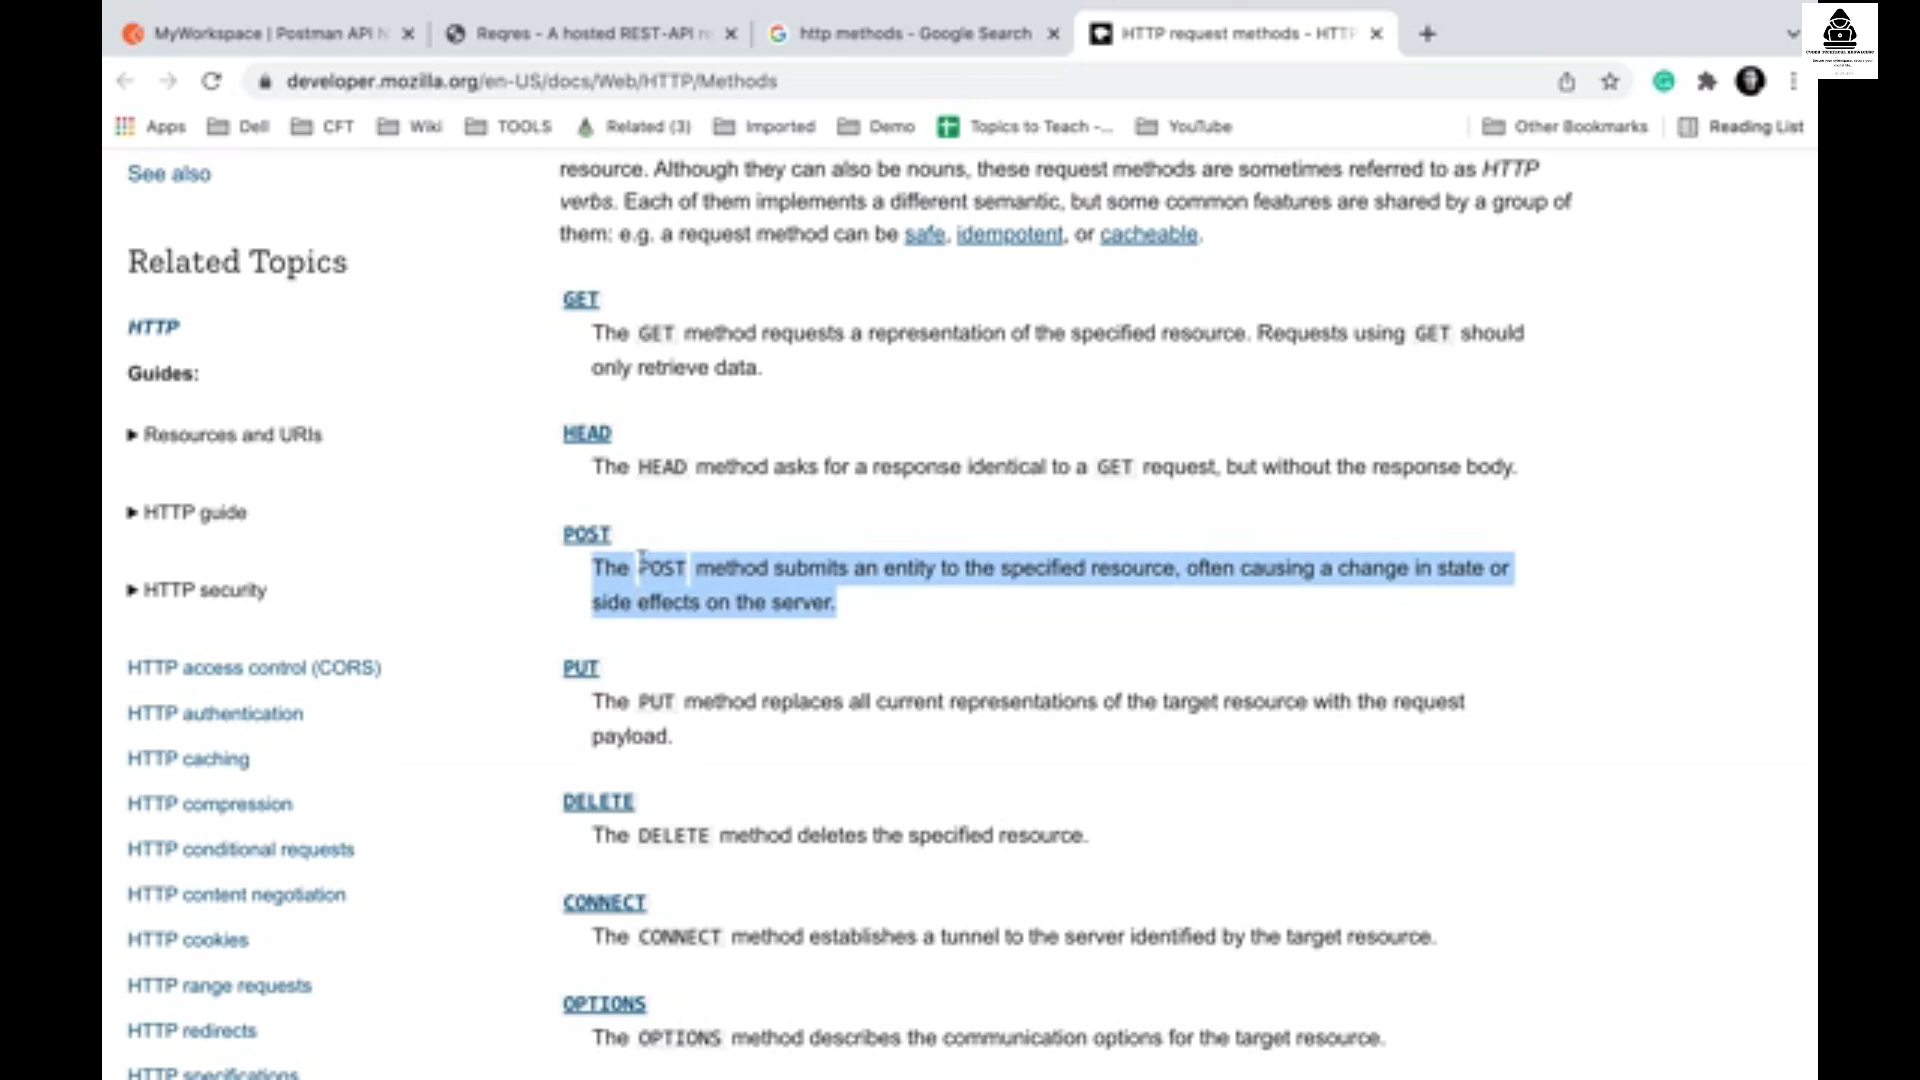 MyWorkspace | Postman API
Reqres - A hosted REST-API
http methods - Google Search
HTTP request methods - HTTP
developer.mozilla.org/en-US/docs/Web/HTTP/Methods
Apps Dell CFT Wiki TOOLS Related (3) Imported Demo Topics to Teach -... YouTube Other Bookmarks Reading List
See also
Related Topics
HTTP
Guides:
Resources and URIs
HTTP guide
HTTP security
HTTP access control (CORS)
HTTP authentication
HTTP caching
HTTP compression
HTTP conditional requests
HTTP content negotiation
HTTP cookies
HTTP range requests
HTTP redirects
HTTP specifications
resource. Although they can also be nouns, these request methods are sometimes referred to as HTTP
verbs. Each of them implements a different semantic, but some common features are shared by a group of
them: e.g. a request method can be safe, idempotent, or cacheable.
GET
The GET method requests a representation of the specified resource. Requests using GET should
only retrieve data.
HEAD
The HEAD method asks for a response identical to a GET request, but without the response body.
POST
The POST method submits an entity to the specified resource, often causing a change in state or
side effects on the server.
PUT
The PUT method replaces all current representations of the target resource with the request
payload.
DELETE
The DELETE method deletes the specified resource.
CONNECT
The CONNECT method establishes a tunnel to the server identified by the target resource.
OPTIONS
The OPTIONS method describes the communication options for the target resource.